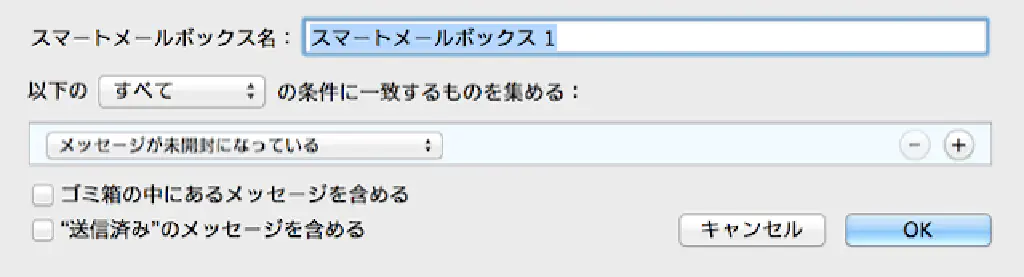 スマートメールボックス名： スマートメールボックス 1
以下の すべて の条件に一致するものを集める：
メッセージが未開封になっている
ゴミ箱の中にあるメッセージを含める
“送信済み”のメッセージを含める
キャンセル OK